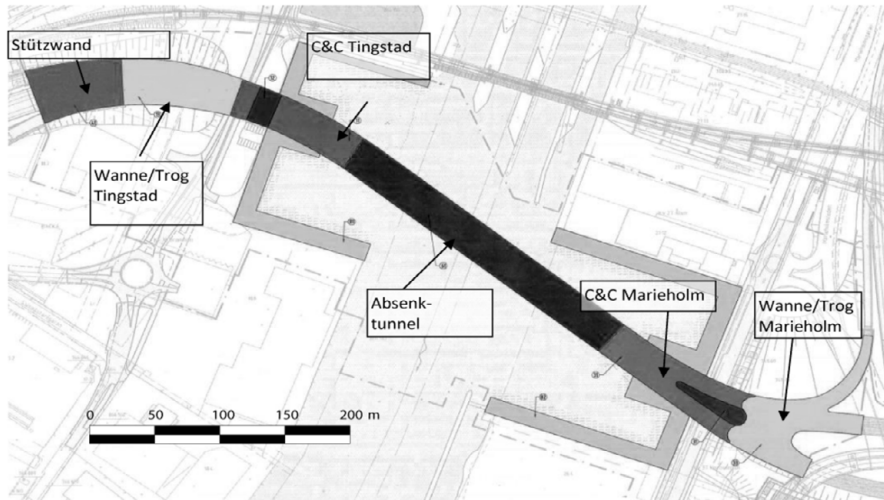 Stützwand
C&C Tingstad
Wanne/Trog
Tingstad
Absenk-
tunnel
C&C Marieholm
Wanne/Trog
Marieholm
0 50 100 150 200 m